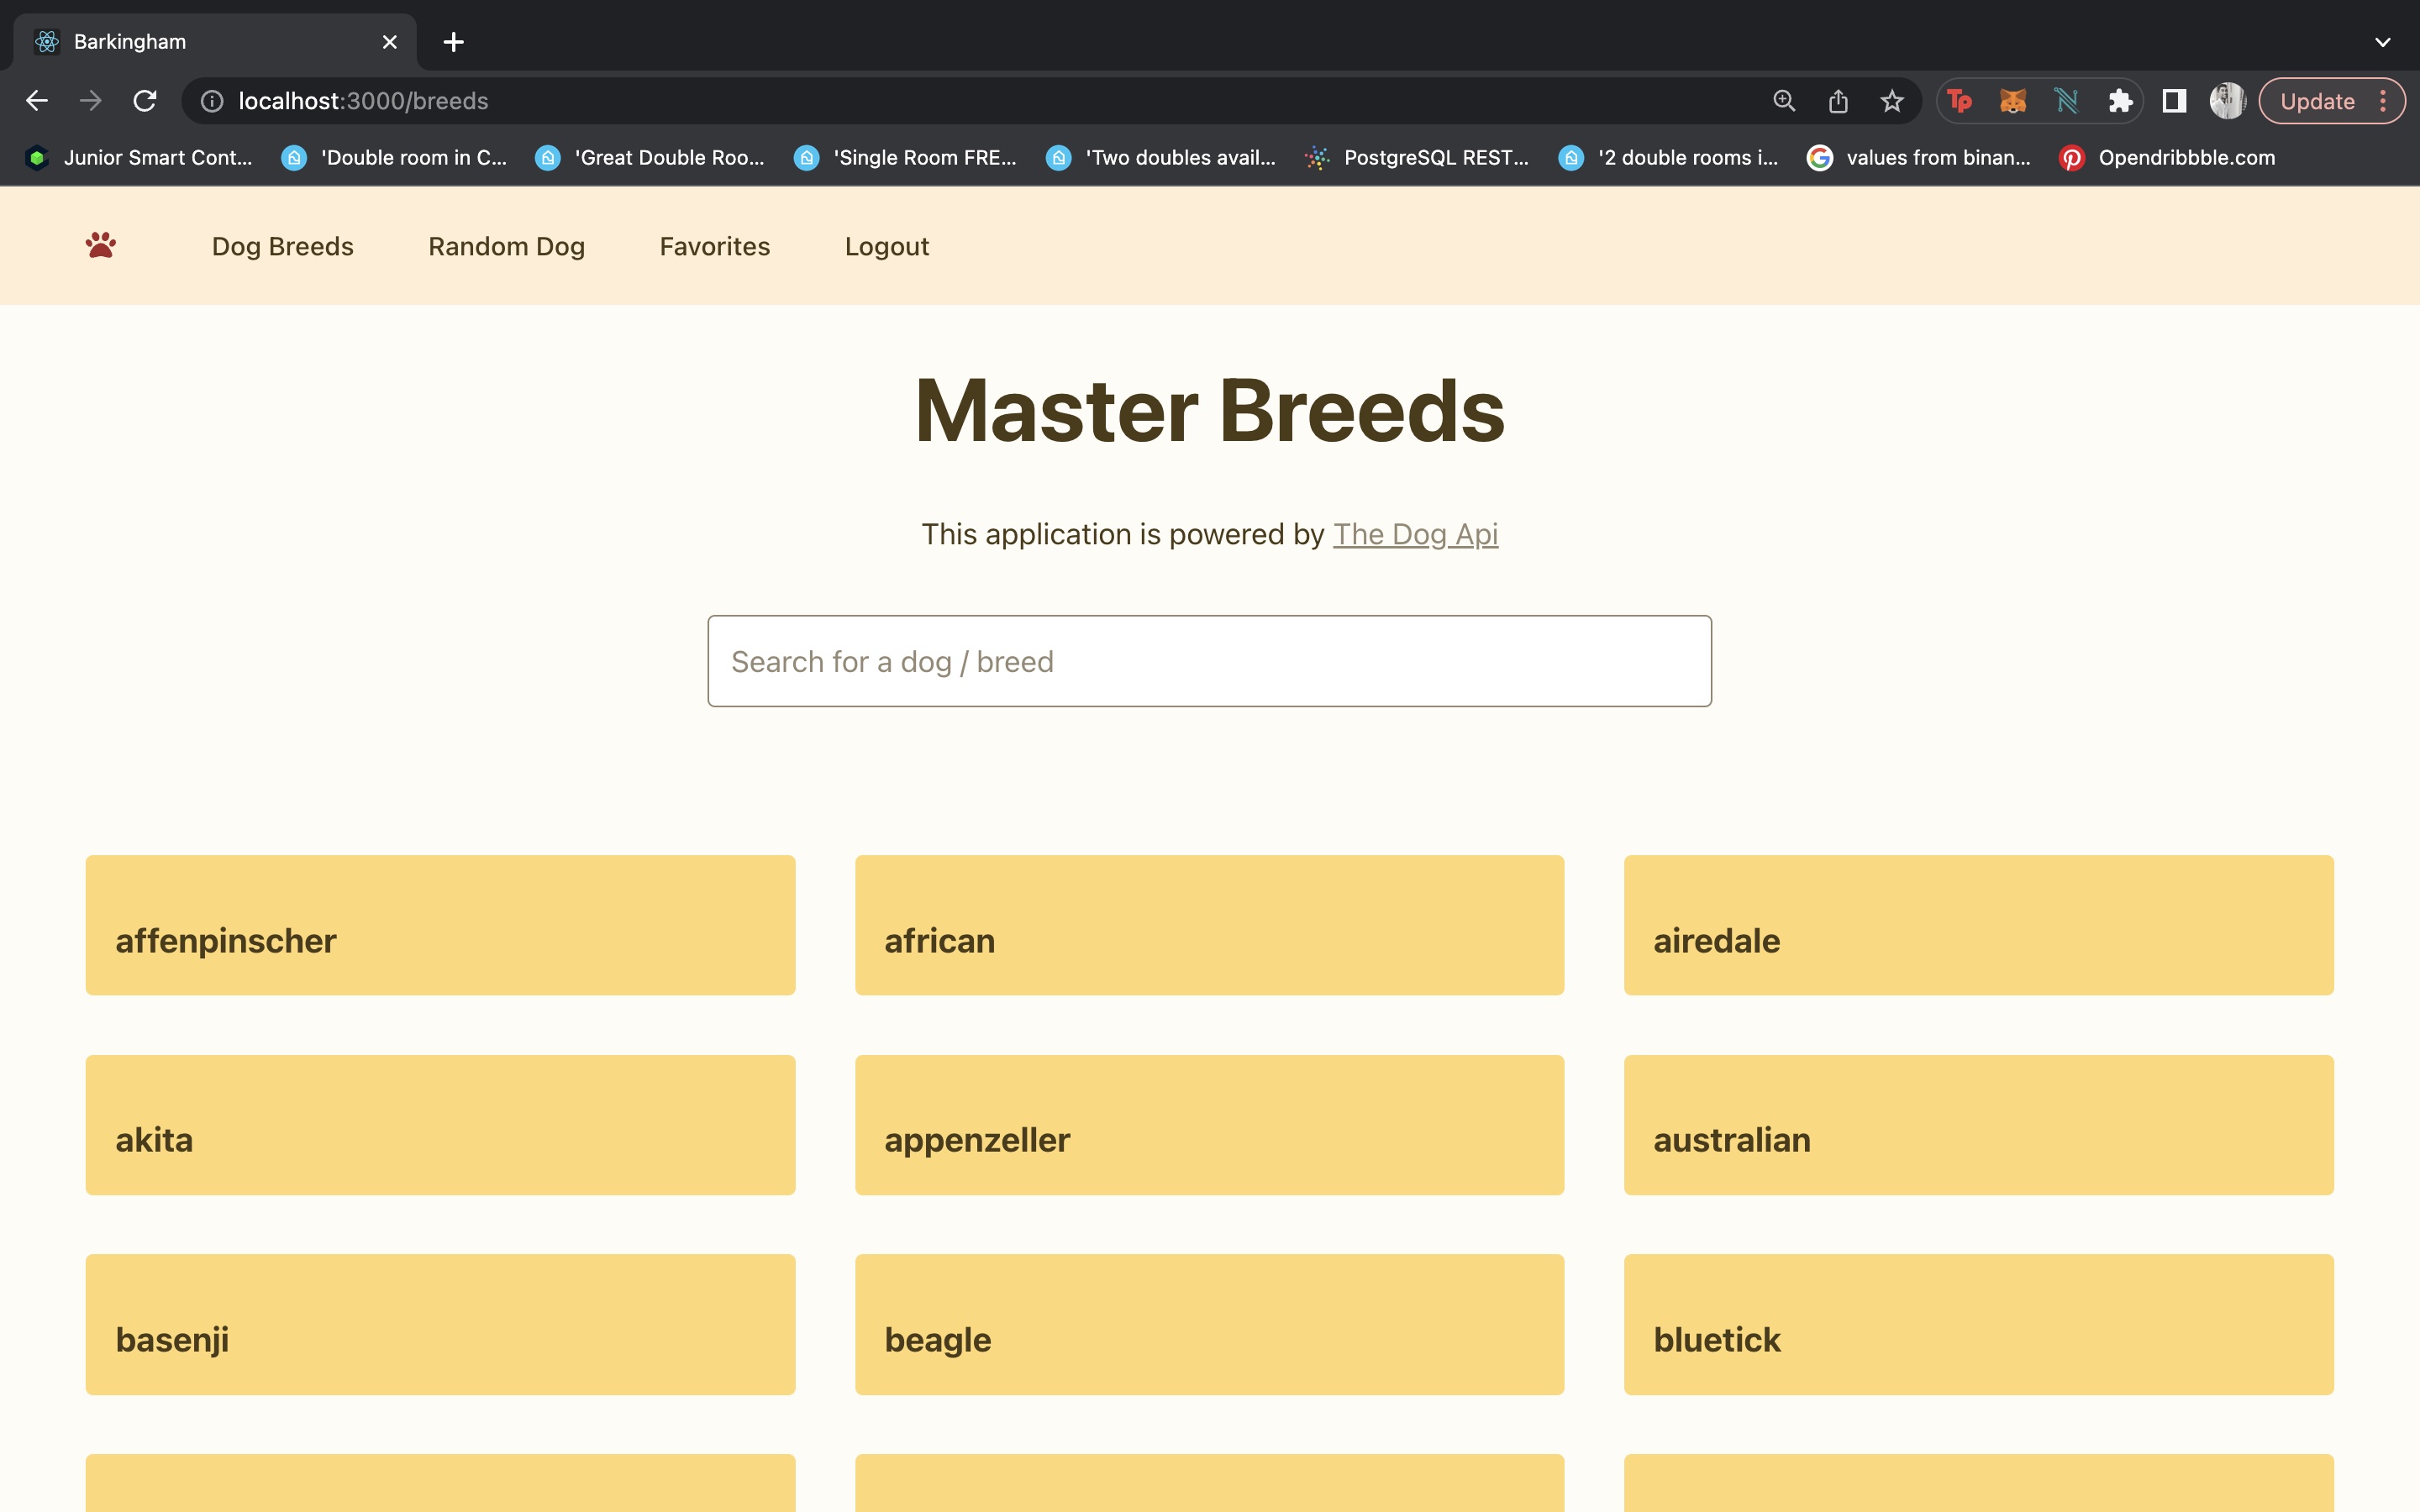 Barkingham
localhost:3000/breeds
Tp
Update
Junior Smart Cont...
'Double room in C...
'Great Double Roo...
'Single Room FRE...
'Two doubles avail...
PostgreSQL REST...
'2 double rooms i...
values from binan...
Opendribbble.com
Dog Breeds
Random Dog
Favorites
Logout
Master Breeds
This application is powered by The Dog Api
Search for a dog / breed
affenpinscher
african
airedale
akita
appenzeller
australian
basenji
beagle
bluetick